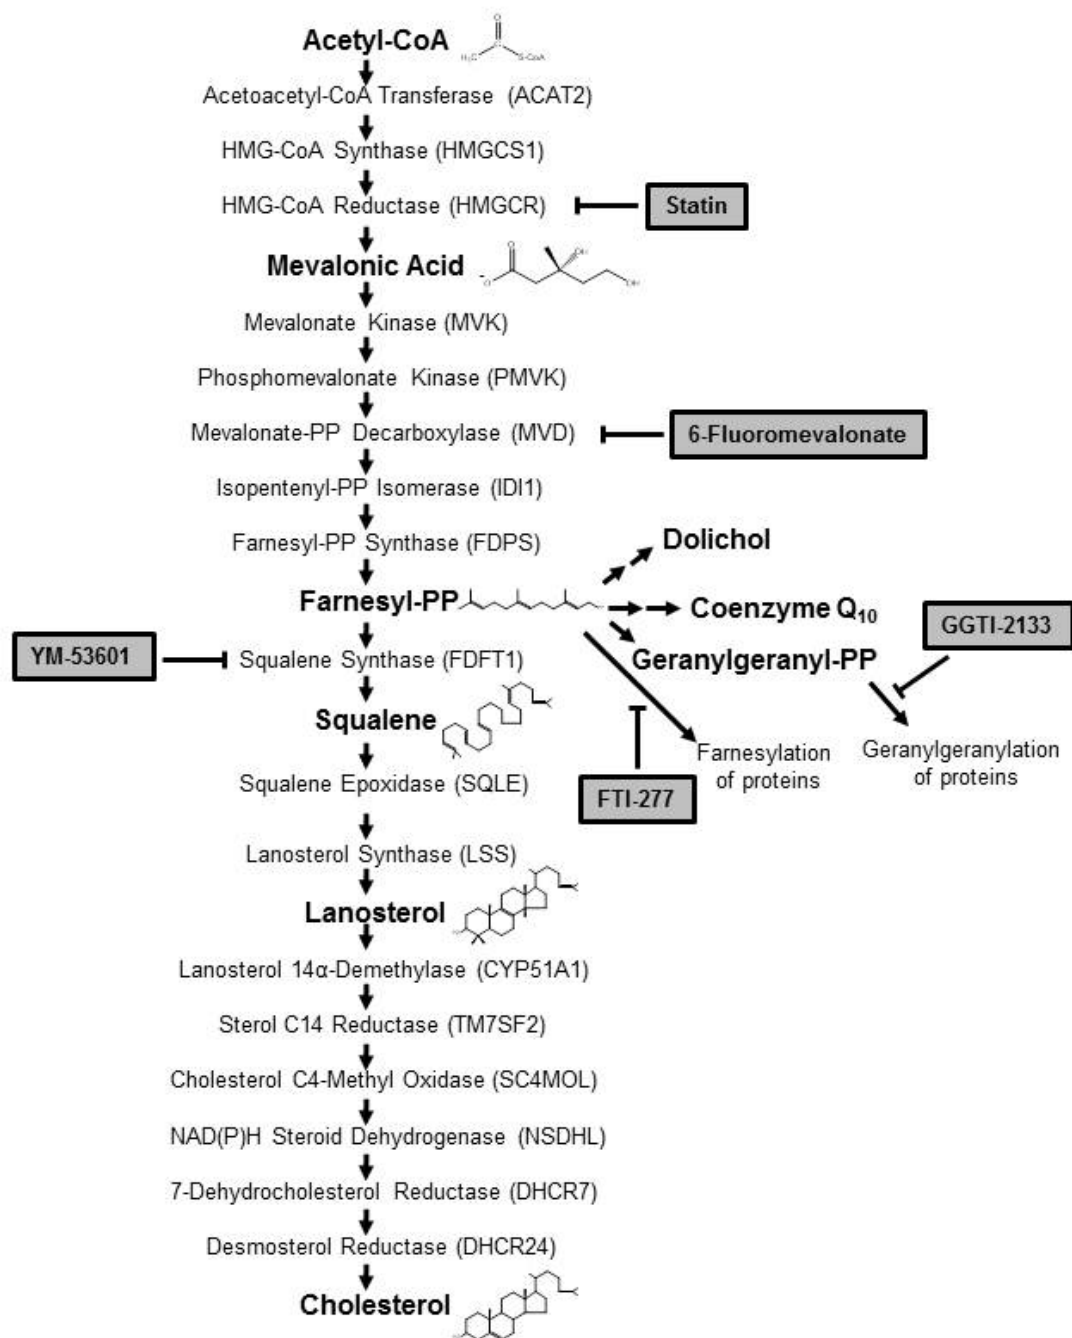 Acetyl-CoA
O
H₃C
C
S-CoA
Acetoacetyl-CoA Transferase (ACAT2)
HMG-CoA Synthase (HMGCS1)
HMG-CoA Reductase (HMGCR)
Statin
Mevalonic Acid
O
OH
-O
OH
Mevalonate Kinase (MVK)
Phosphomevalonate Kinase (PMVK)
Mevalonate-PP Decarboxylase (MVD)
6-Fluoromevalonate
Isopentenyl-PP Isomerase (IDI1)
Farnesyl-PP Synthase (FDPS)
Dolichol
Farnesyl-PP
Coenzyme Q₁₀
GGTI-2133
YM-53601
Squalene Synthase (FDFT1)
Geranylgeranyl-PP
Squalene
Farnesylation
of proteins
Geranylgeranylation
of proteins
Squalene Epoxidase (SQLE)
FTI-277
Lanosterol Synthase (LSS)
Lanosterol
Lanosterol 14α-Demethylase (CYP51A1)
Sterol C14 Reductase (TM7SF2)
Cholesterol C4-Methyl Oxidase (SC4MOL)
NAD(P)H Steroid Dehydrogenase (NSDHL)
7-Dehydrocholesterol Reductase (DHCR7)
Desmosterol Reductase (DHCR24)
Cholesterol